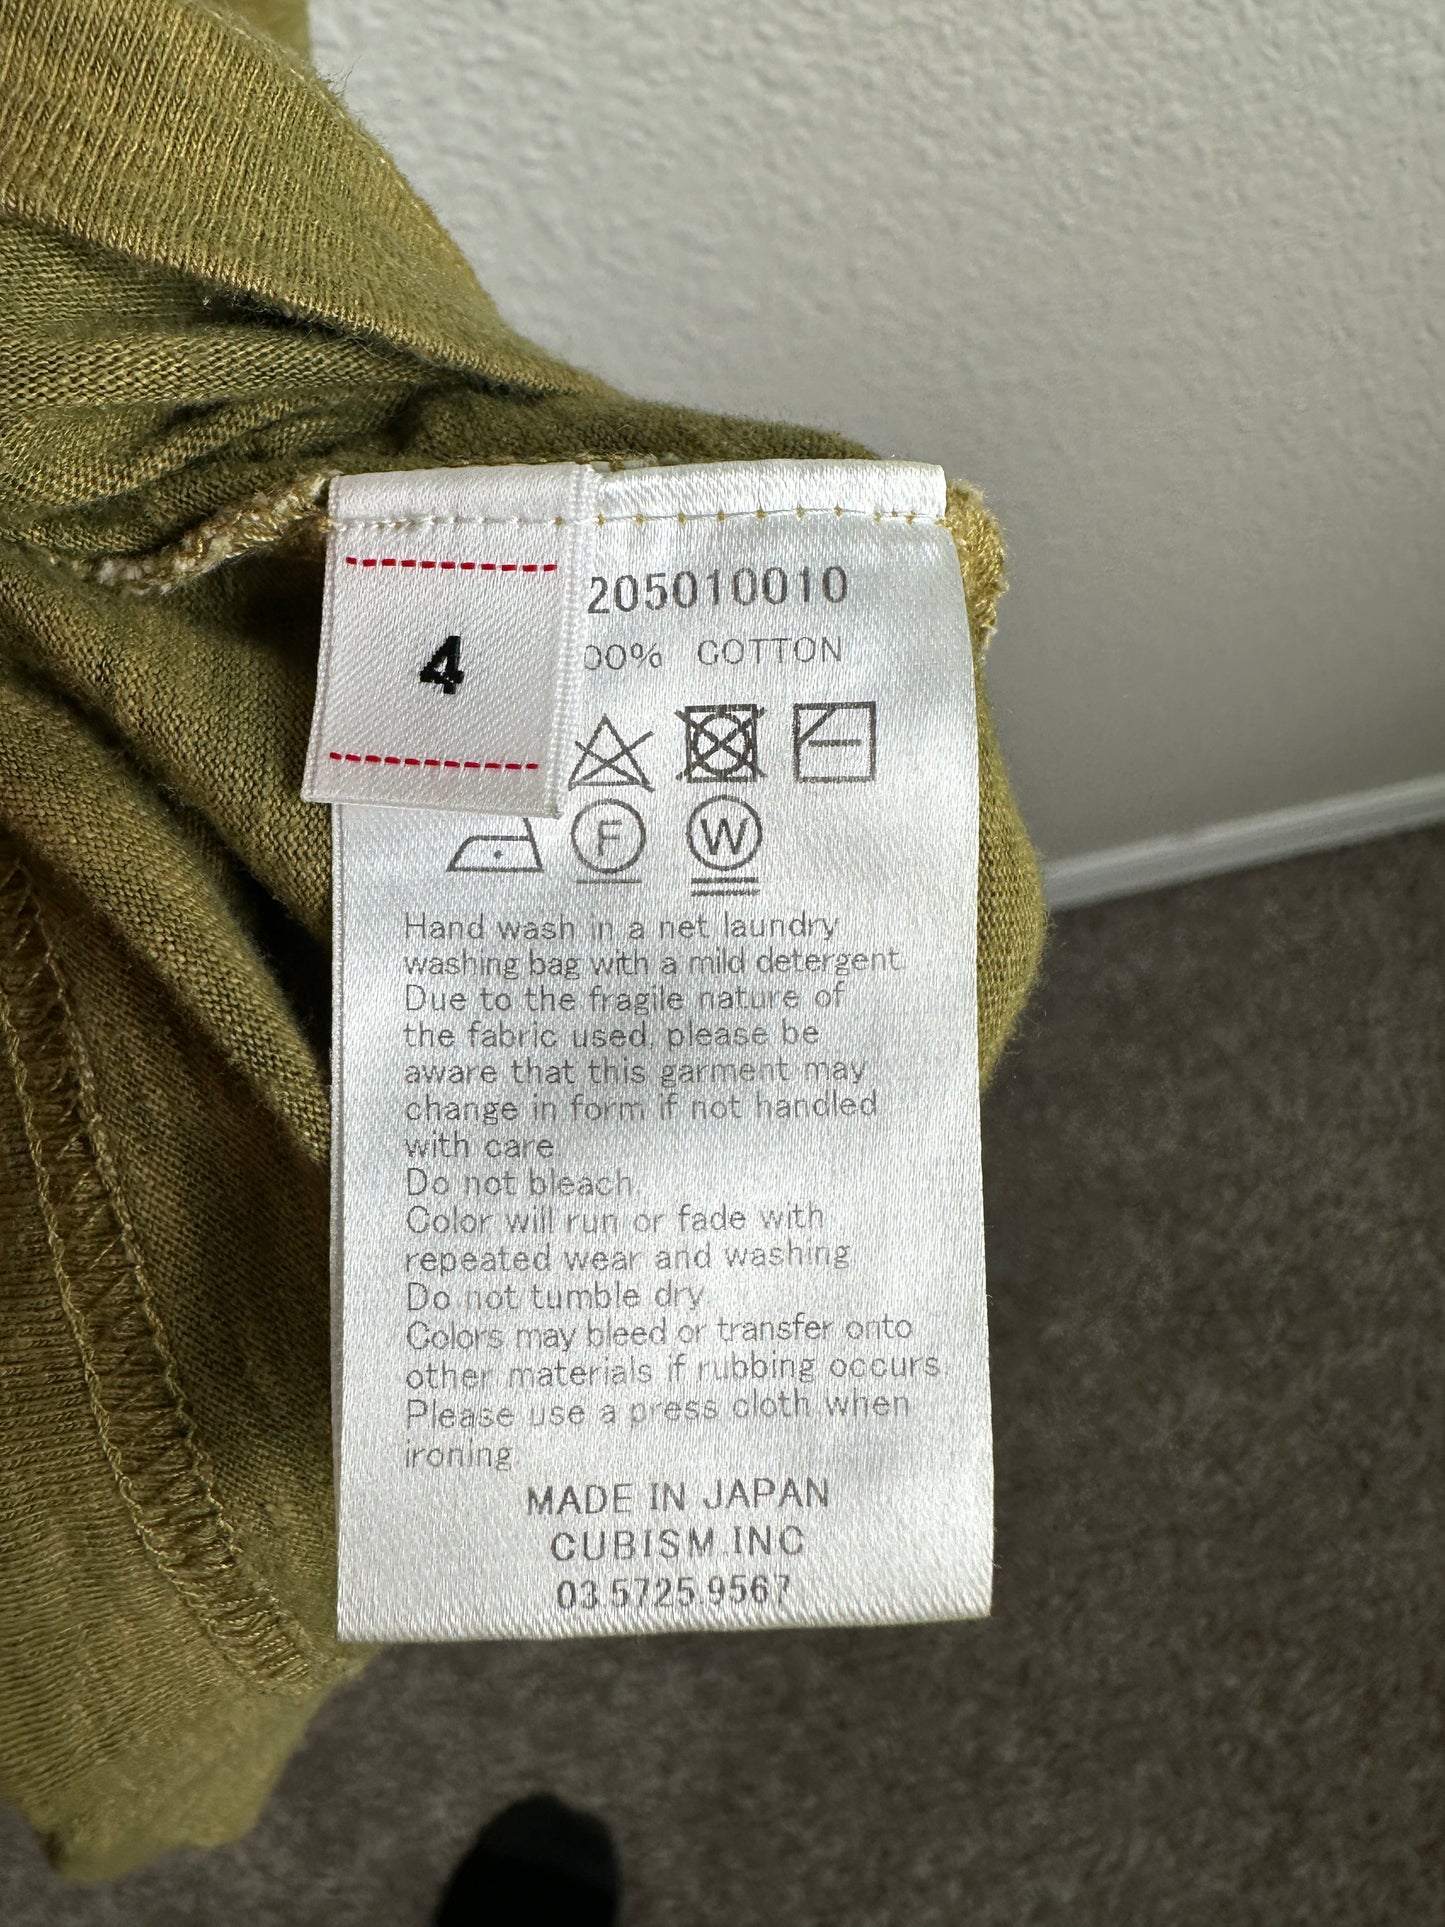 4
205010010
00% COTTON
F
W
Hand wash in a net laundry
washing bag with a mild detergent.
Due to the fragile nature of
the fabric used, please be
aware that this garment may
change in form if not handled
with care.
Do not bleach.
Color will run or fade with
repeated wear and washing.
Do not tumble dry.
Colors may bleed or transfer onto
other materials if rubbing occurs.
Please use a press cloth when
ironing.
MADE IN JAPAN
CUBISM.INC
03.5725.9567